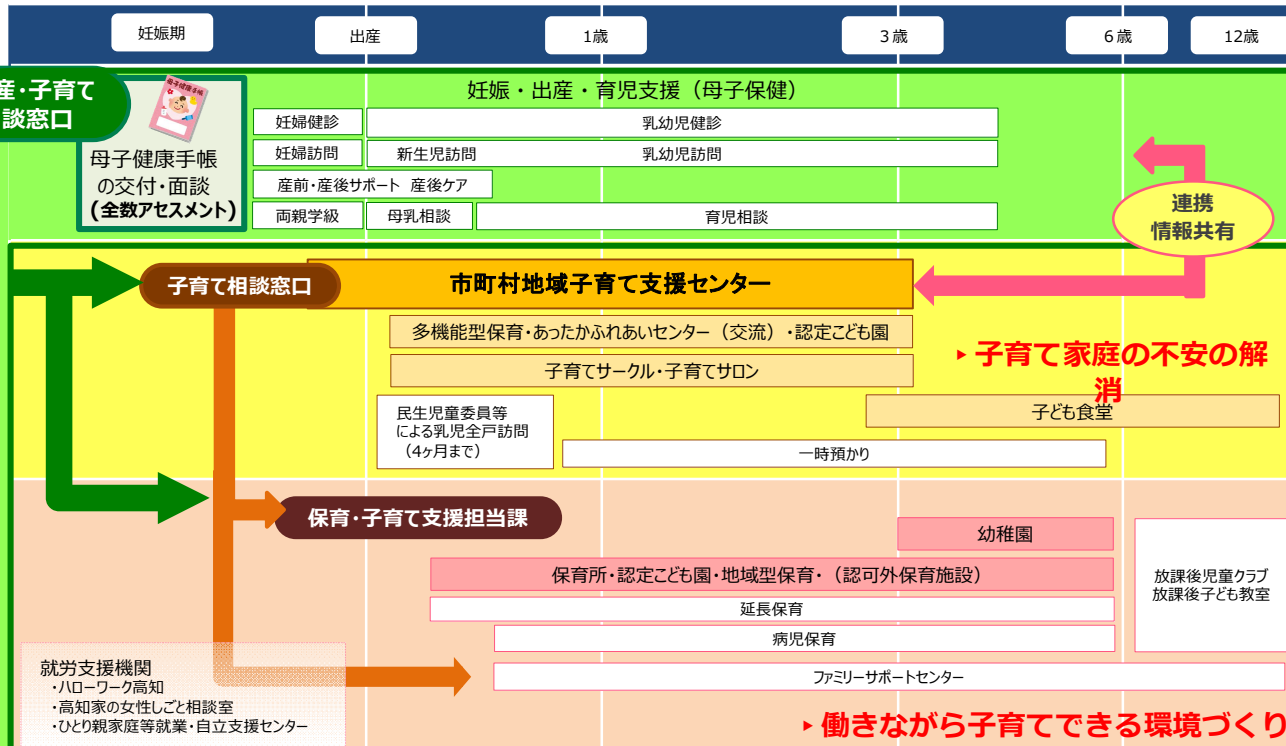 妊娠期
出産
1歳
3歳
6歳
12歳
産・子育て
談窓口
母子健康手帳
母子健康手帳
の交付・面談
(全数アセスメント)
妊娠・出産・育児支援(母子保健)
妊婦健診
乳幼児健診
妊婦訪問
新生児訪問
乳幼児訪問
産前・産後サポート 産後ケア
両親学級
母乳相談
育児相談
連携
情報共有
子育て相談窓口
市町村地域子育て支援センター
多機能型保育・あったかふれあいセンター(交流)・認定こども園
子育てサークル・子育てサロン
▸ 子育て家庭の不安の解
消
子ども食堂
民生児童委員等
による乳児全戸訪問
(4ヶ月まで)
一時預かり
保育・子育て支援担当課
幼稚園
保育所・認定こども園・地域型保育・(認可外保育施設)
延長保育
病児保育
放課後児童クラブ
放課後子ども教室
ファミリーサポートセンター
就労支援機関
・ハローワーク高知
・高知家の女性しごと相談室
・ひとり親家庭等就業・自立支援センター
▸ 働きながら子育てできる環境づくり